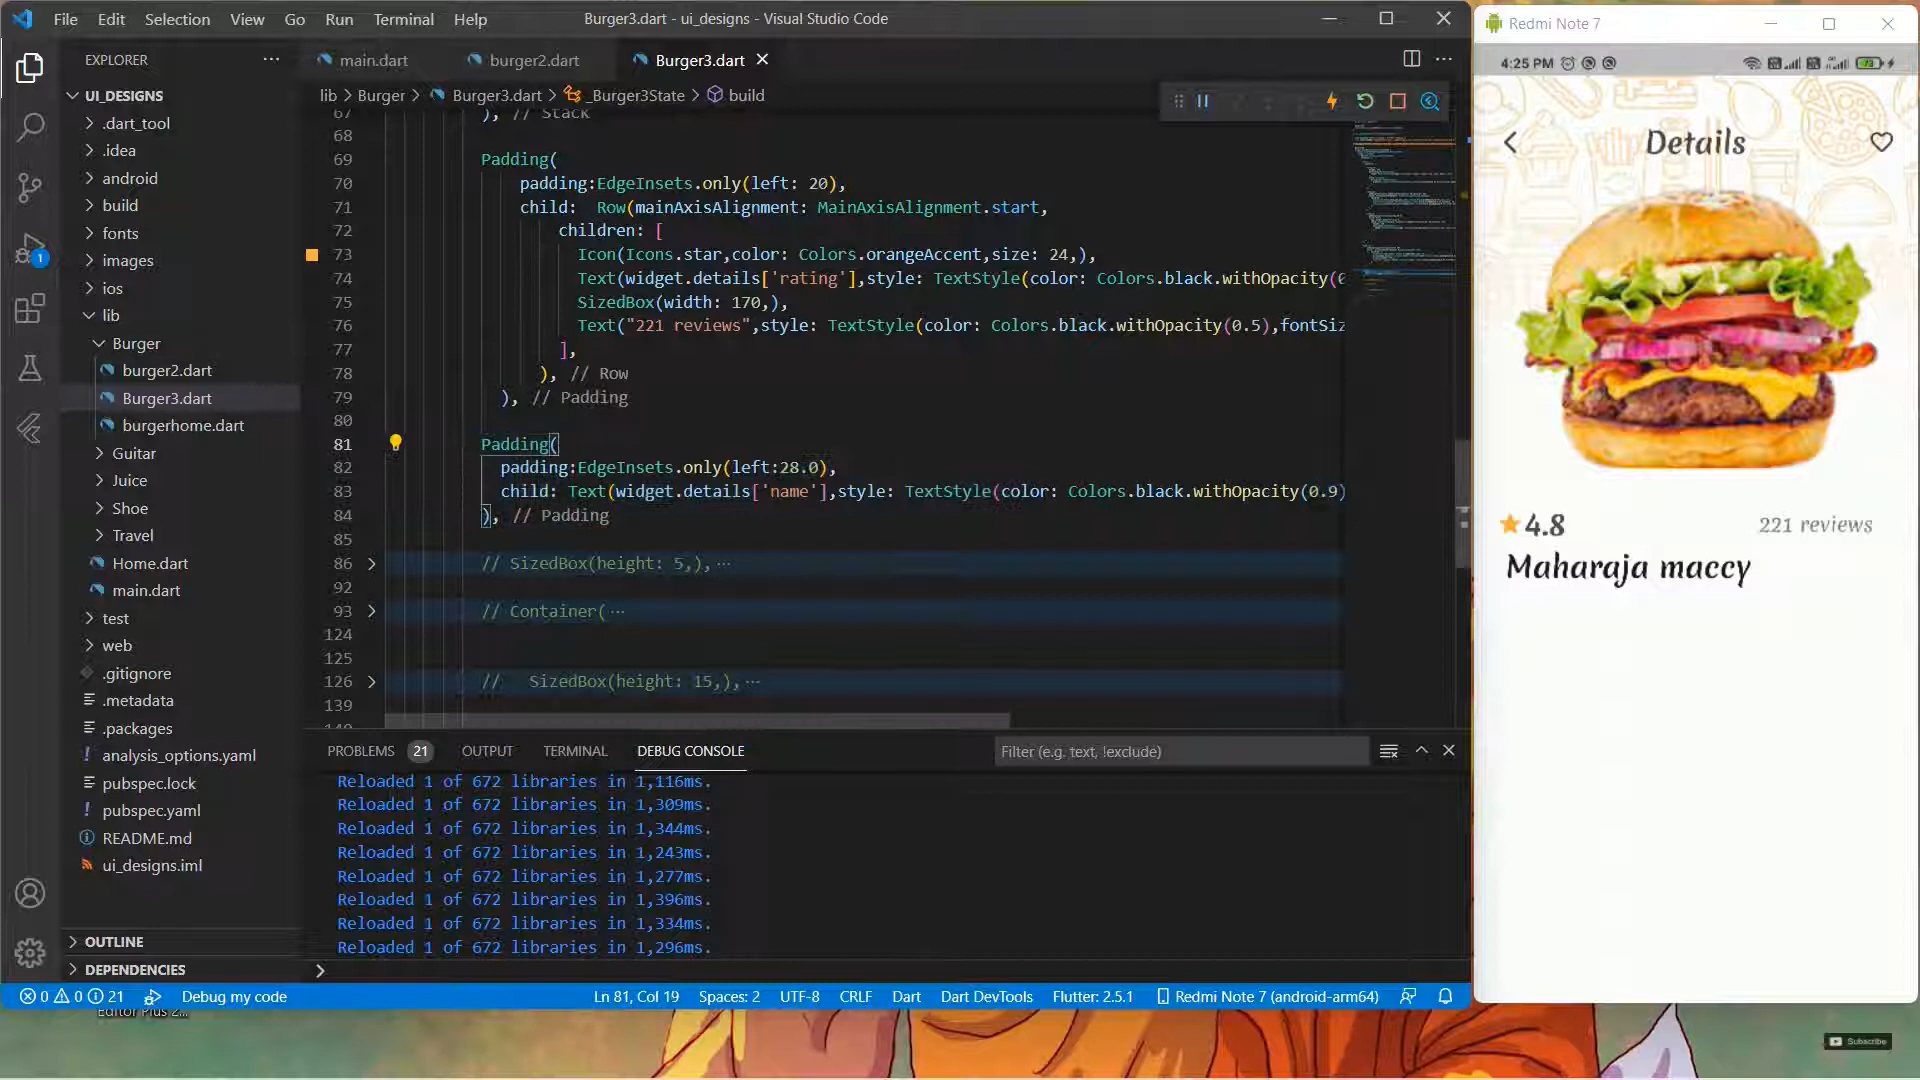 File Edit Selection View Go Run Terminal Help
Burger3.dart - ui_designs - Visual Studio Code
EXPLORER
main.dart
burger2.dart
Burger3.dart
UI_DESIGNS
.dart_tool
.idea
android
build
fonts
images
ios
lib
Burger
burger2.dart
Burger3.dart
burgerhome.dart
Guitar
Juice
Shoe
Travel
Home.dart
main.dart
test
web
.gitignore
.metadata
.packages
analysis_options.yaml
pubspec.lock
pubspec.yaml
README.md
ui_designs.iml
OUTLINE
DEPENDENCIES
1
lib > Burger > Burger3.dart > _Burger3State > build
67 ), // Stack
68
69 Padding(
70 padding:EdgeInsets.only(left: 20),
71 child: Row(mainAxisAlignment: MainAxisAlignment.start,
72 children: [
73 Icon(Icons.star,color: Colors.orangeAccent,size: 24,),
74 Text(widget.details['rating'],style: TextStyle(color: Colors.black.withOpacity(0
75 SizedBox(width: 170,),
76 Text("221 reviews",style: TextStyle(color: Colors.black.withOpacity(0.5),fontSiz
77 ],
78 ), // Row
79 ), // Padding
80
81 Padding(
82 padding:EdgeInsets.only(left:28.0),
83 child: Text(widget.details['name'],style: TextStyle(color: Colors.black.withOpacity(0.9)
84 ), // Padding
85
86 // SizedBox(height: 5,), ...
92
93 // Container( ...
124
125
126 // SizedBox(height: 15,), ...
139
140
PROBLEMS 21 OUTPUT TERMINAL DEBUG CONSOLE
Filter (e.g. text, !exclude)
Reloaded 1 of 672 libraries in 1,116ms.
Reloaded 1 of 672 libraries in 1,309ms.
Reloaded 1 of 672 libraries in 1,344ms.
Reloaded 1 of 672 libraries in 1,243ms.
Reloaded 1 of 672 libraries in 1,277ms.
Reloaded 1 of 672 libraries in 1,396ms.
Reloaded 1 of 672 libraries in 1,334ms.
Reloaded 1 of 672 libraries in 1,296ms.
0 0 21 Debug my code
Ln 81, Col 19 Spaces: 2 UTF-8 CRLF Dart Dart DevTools Flutter: 2.5.1 Redmi Note 7 (android-arm64)
Editor Plus 2...
Redmi Note 7
4:25 PM
73
Details
4.8
221 reviews
Maharaja maccy
Subscribe